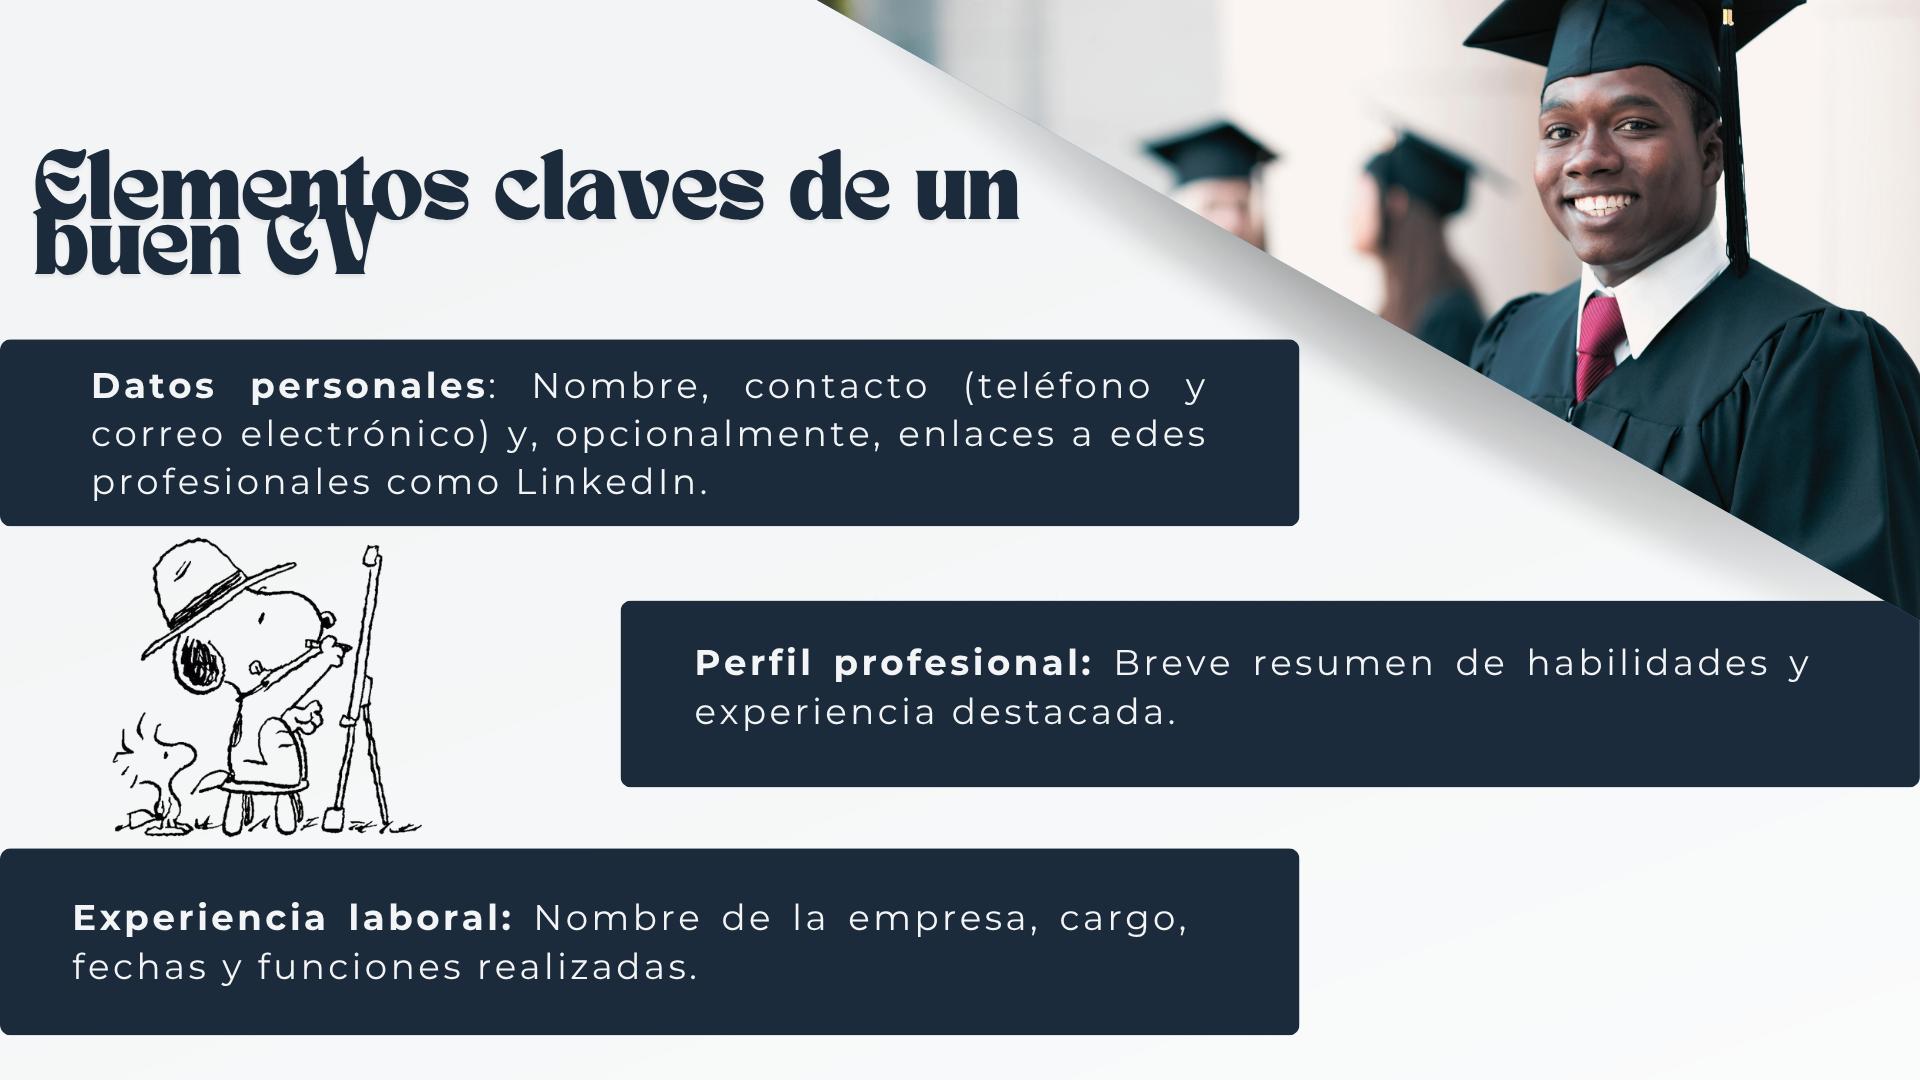 Elementos claves de un
buen CV
Datos personales: Nombre, contacto (teléfono y
correo electrónico) y, opcionalmente, enlaces a edes
profesionales como LinkedIn.
Perfil profesional: Breve resumen de habilidades y
experiencia destacada.
Experiencia laboral: Nombre de la empresa, cargo,
fechas y funciones realizadas.